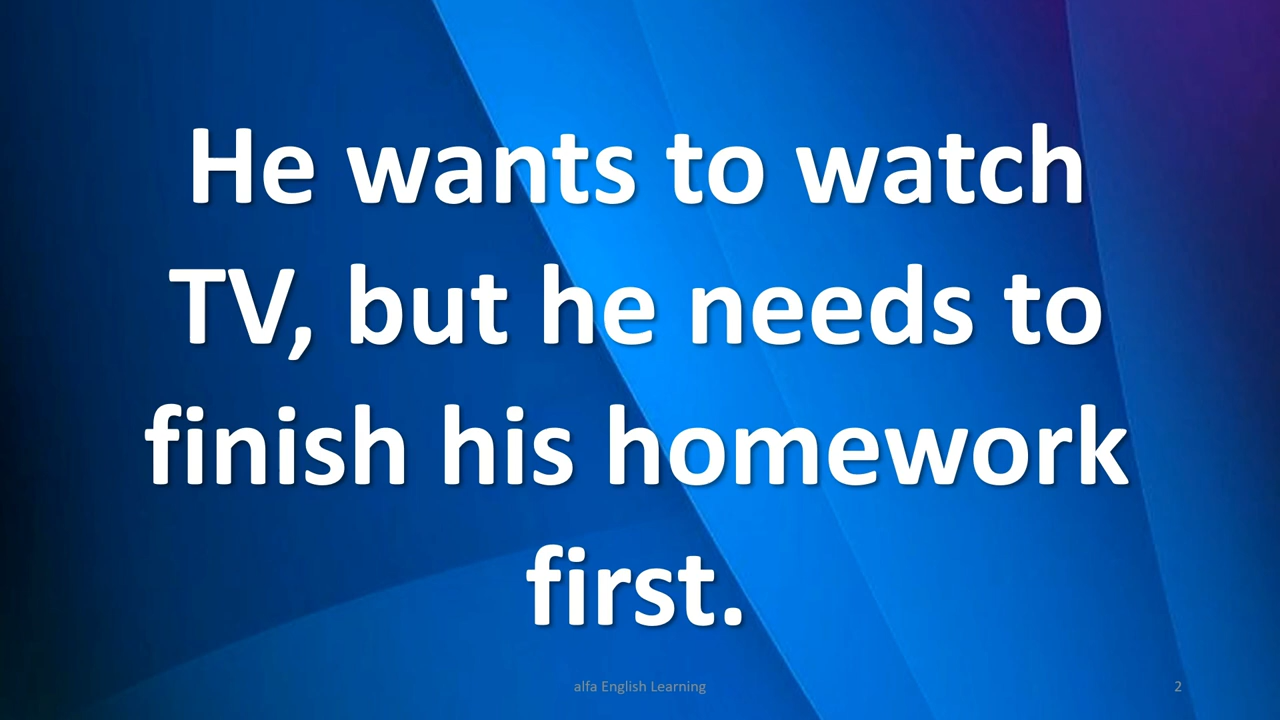 He wants to watch
TV, but he needs to
finish his homework
first.
alfa English Learning
2